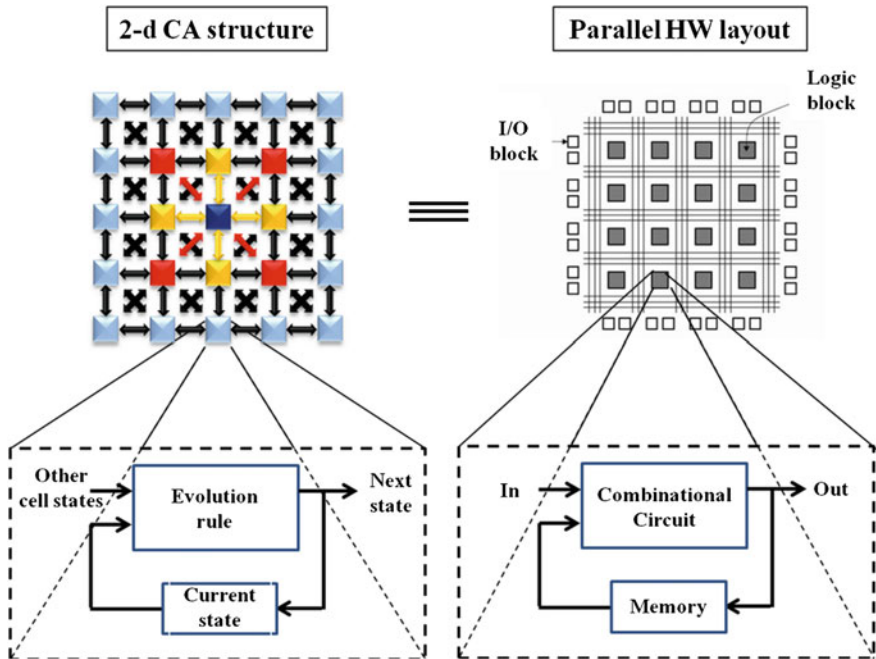 2-d CA structure
Parallel HW layout
Logic
block
I/O
block
Other
cell states
Evolution
rule
Next
state
Current
state
In
Combinational
Circuit
Out
Memory